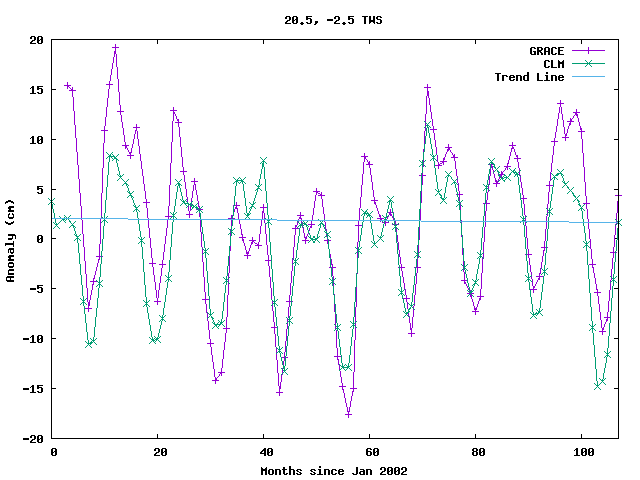 20.5, -2.5 TWS
GRACE
CLM
Trend Line
Anomaly (cm)
20
15
10
5
0
-5
-10
-15
-20
0 20 40 60 80 100
Months since Jan 2002